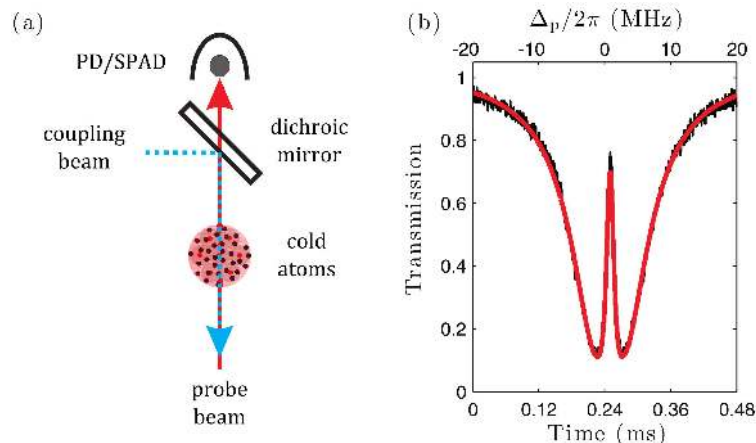 (a)
PD/SPAD
coupling
beam
dichroic
mirror
cold
atoms
probe
beam
(b)
Δp/2π (MHz)
-20 -10 0 10 20
Transmission
1
0.8
0.6
0.4
0.2
0
0 0.12 0.24 0.36 0.48
Time (ms)